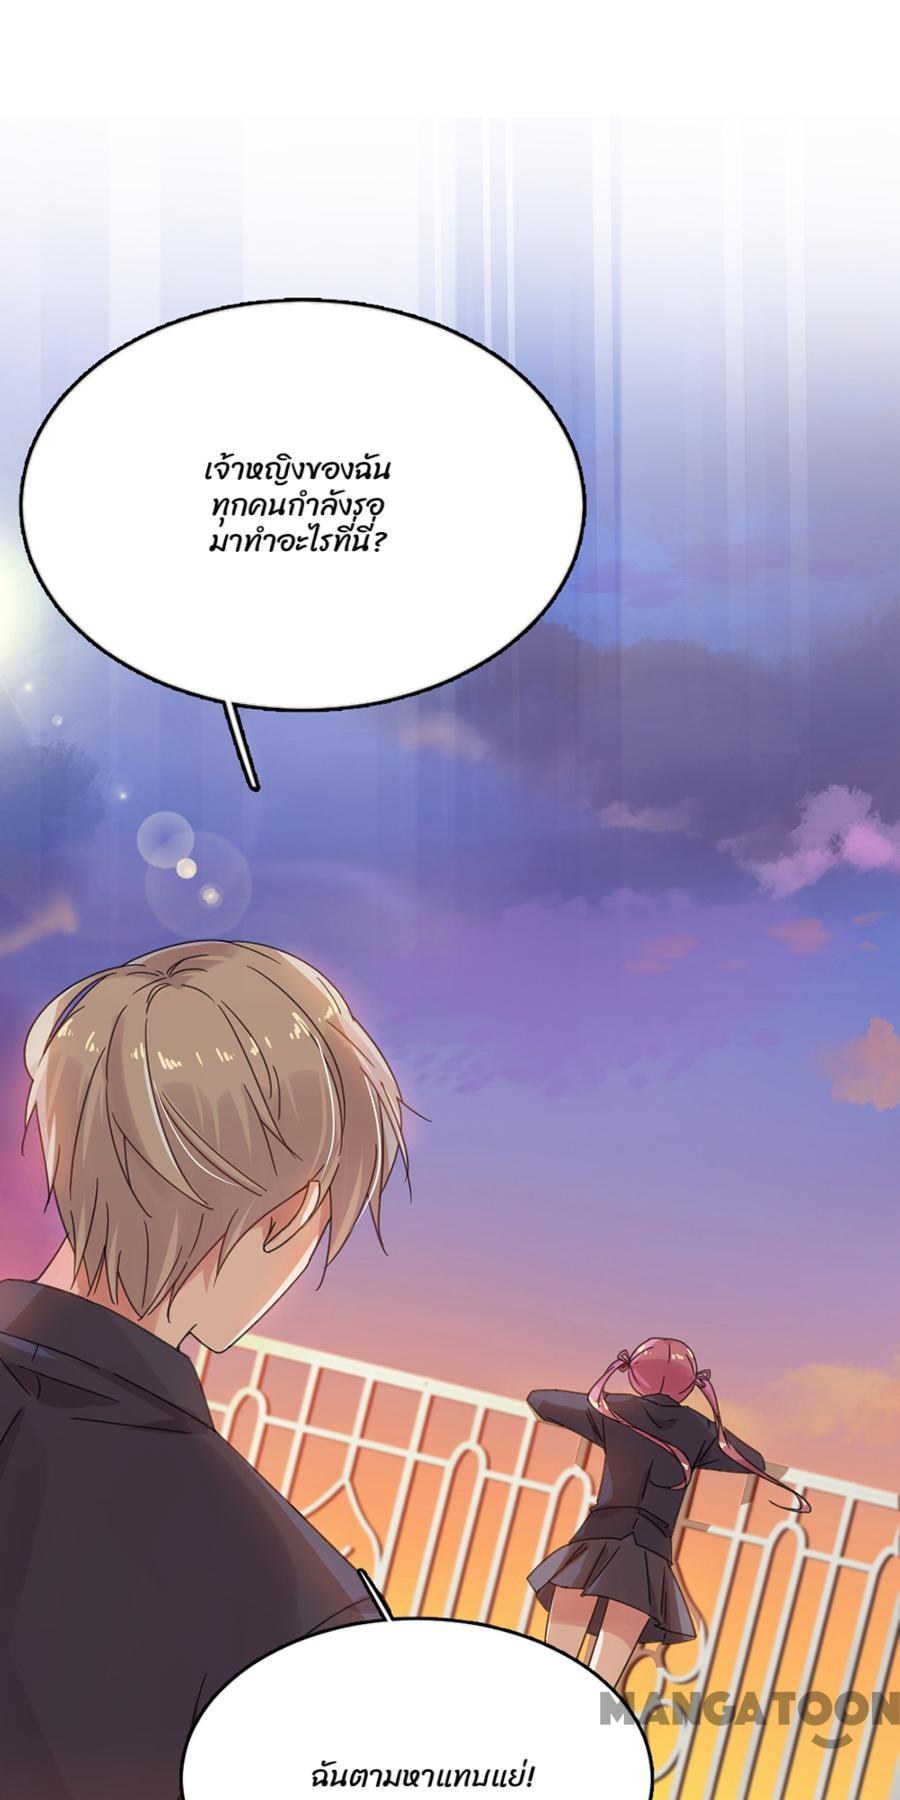 เจ้าหญิงของฉัน
ทุกคนกำลังรอ
มาทำอะไรที่นี่?
MANGATOON
ฉันตามหาแทบแย่!